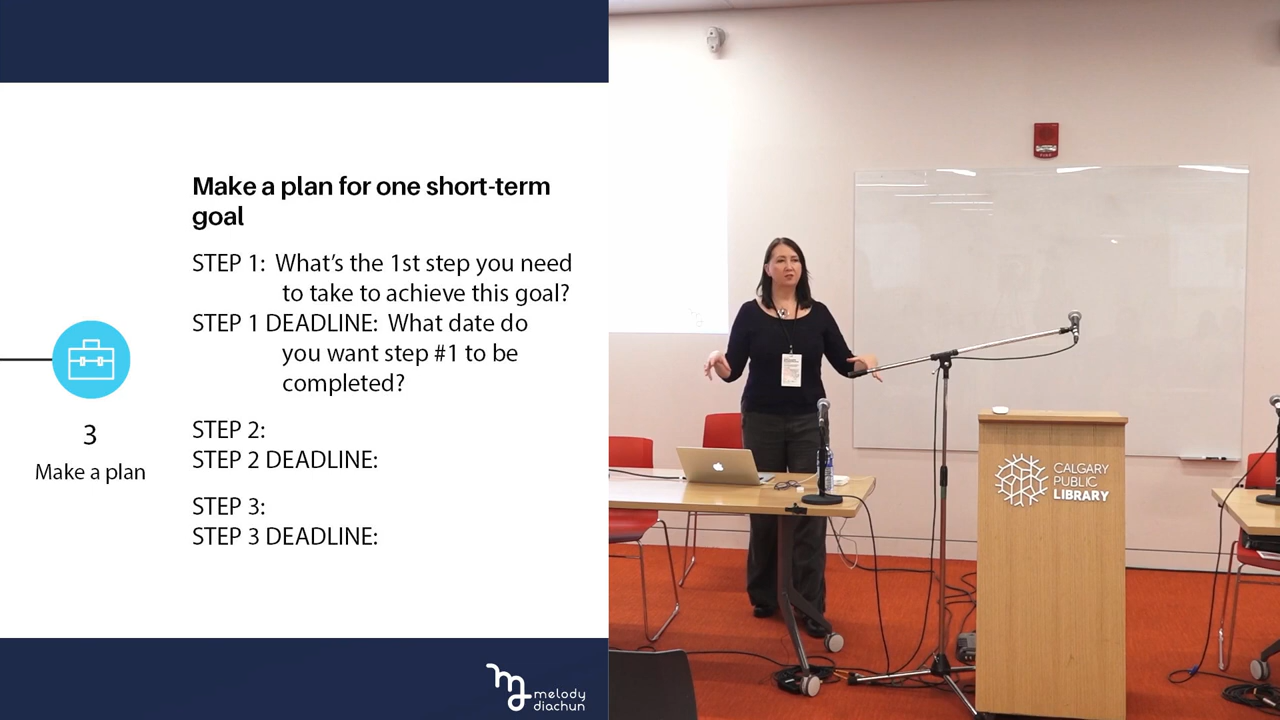 Make a plan for one short-term
goal
STEP 1: What's the 1st step you need
to take to achieve this goal?
STEP 1 DEADLINE: What date do
you want step #1 to be
completed?
STEP 2:
STEP 2 DEADLINE:
STEP 3:
STEP 3 DEADLINE:
3
Make a plan
melody
diachun
FIRE
CALGARY
PUBLIC
LIBRARY